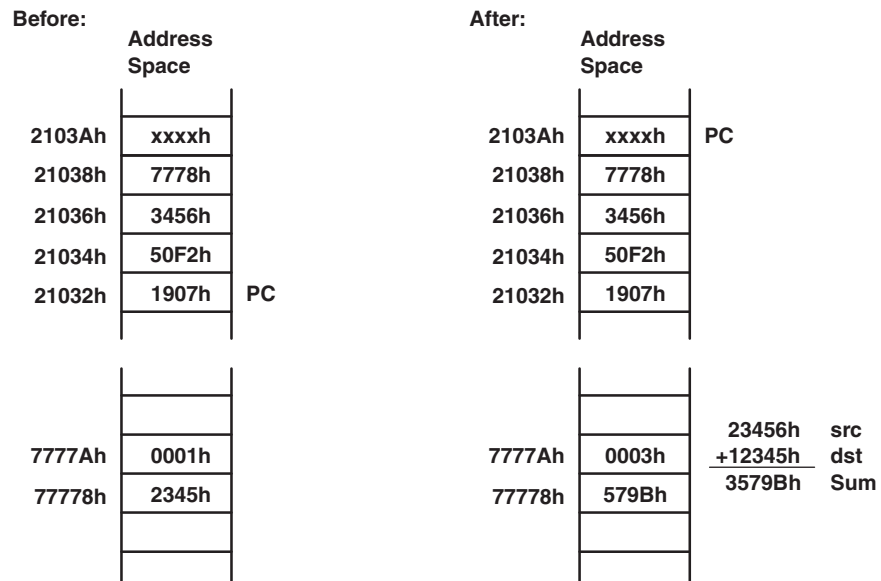 Before:
Address
Space
2103Ah xxxxh
21038h 7778h
21036h 3456h
21034h 50F2h
21032h 1907h PC
7777Ah 0001h
77778h 2345h
After:
Address
Space
2103Ah xxxxh PC
21038h 7778h
21036h 3456h
21034h 50F2h
21032h 1907h
23456h src
7777Ah 0003h +12345h dst
77778h 579Bh 3579Bh Sum